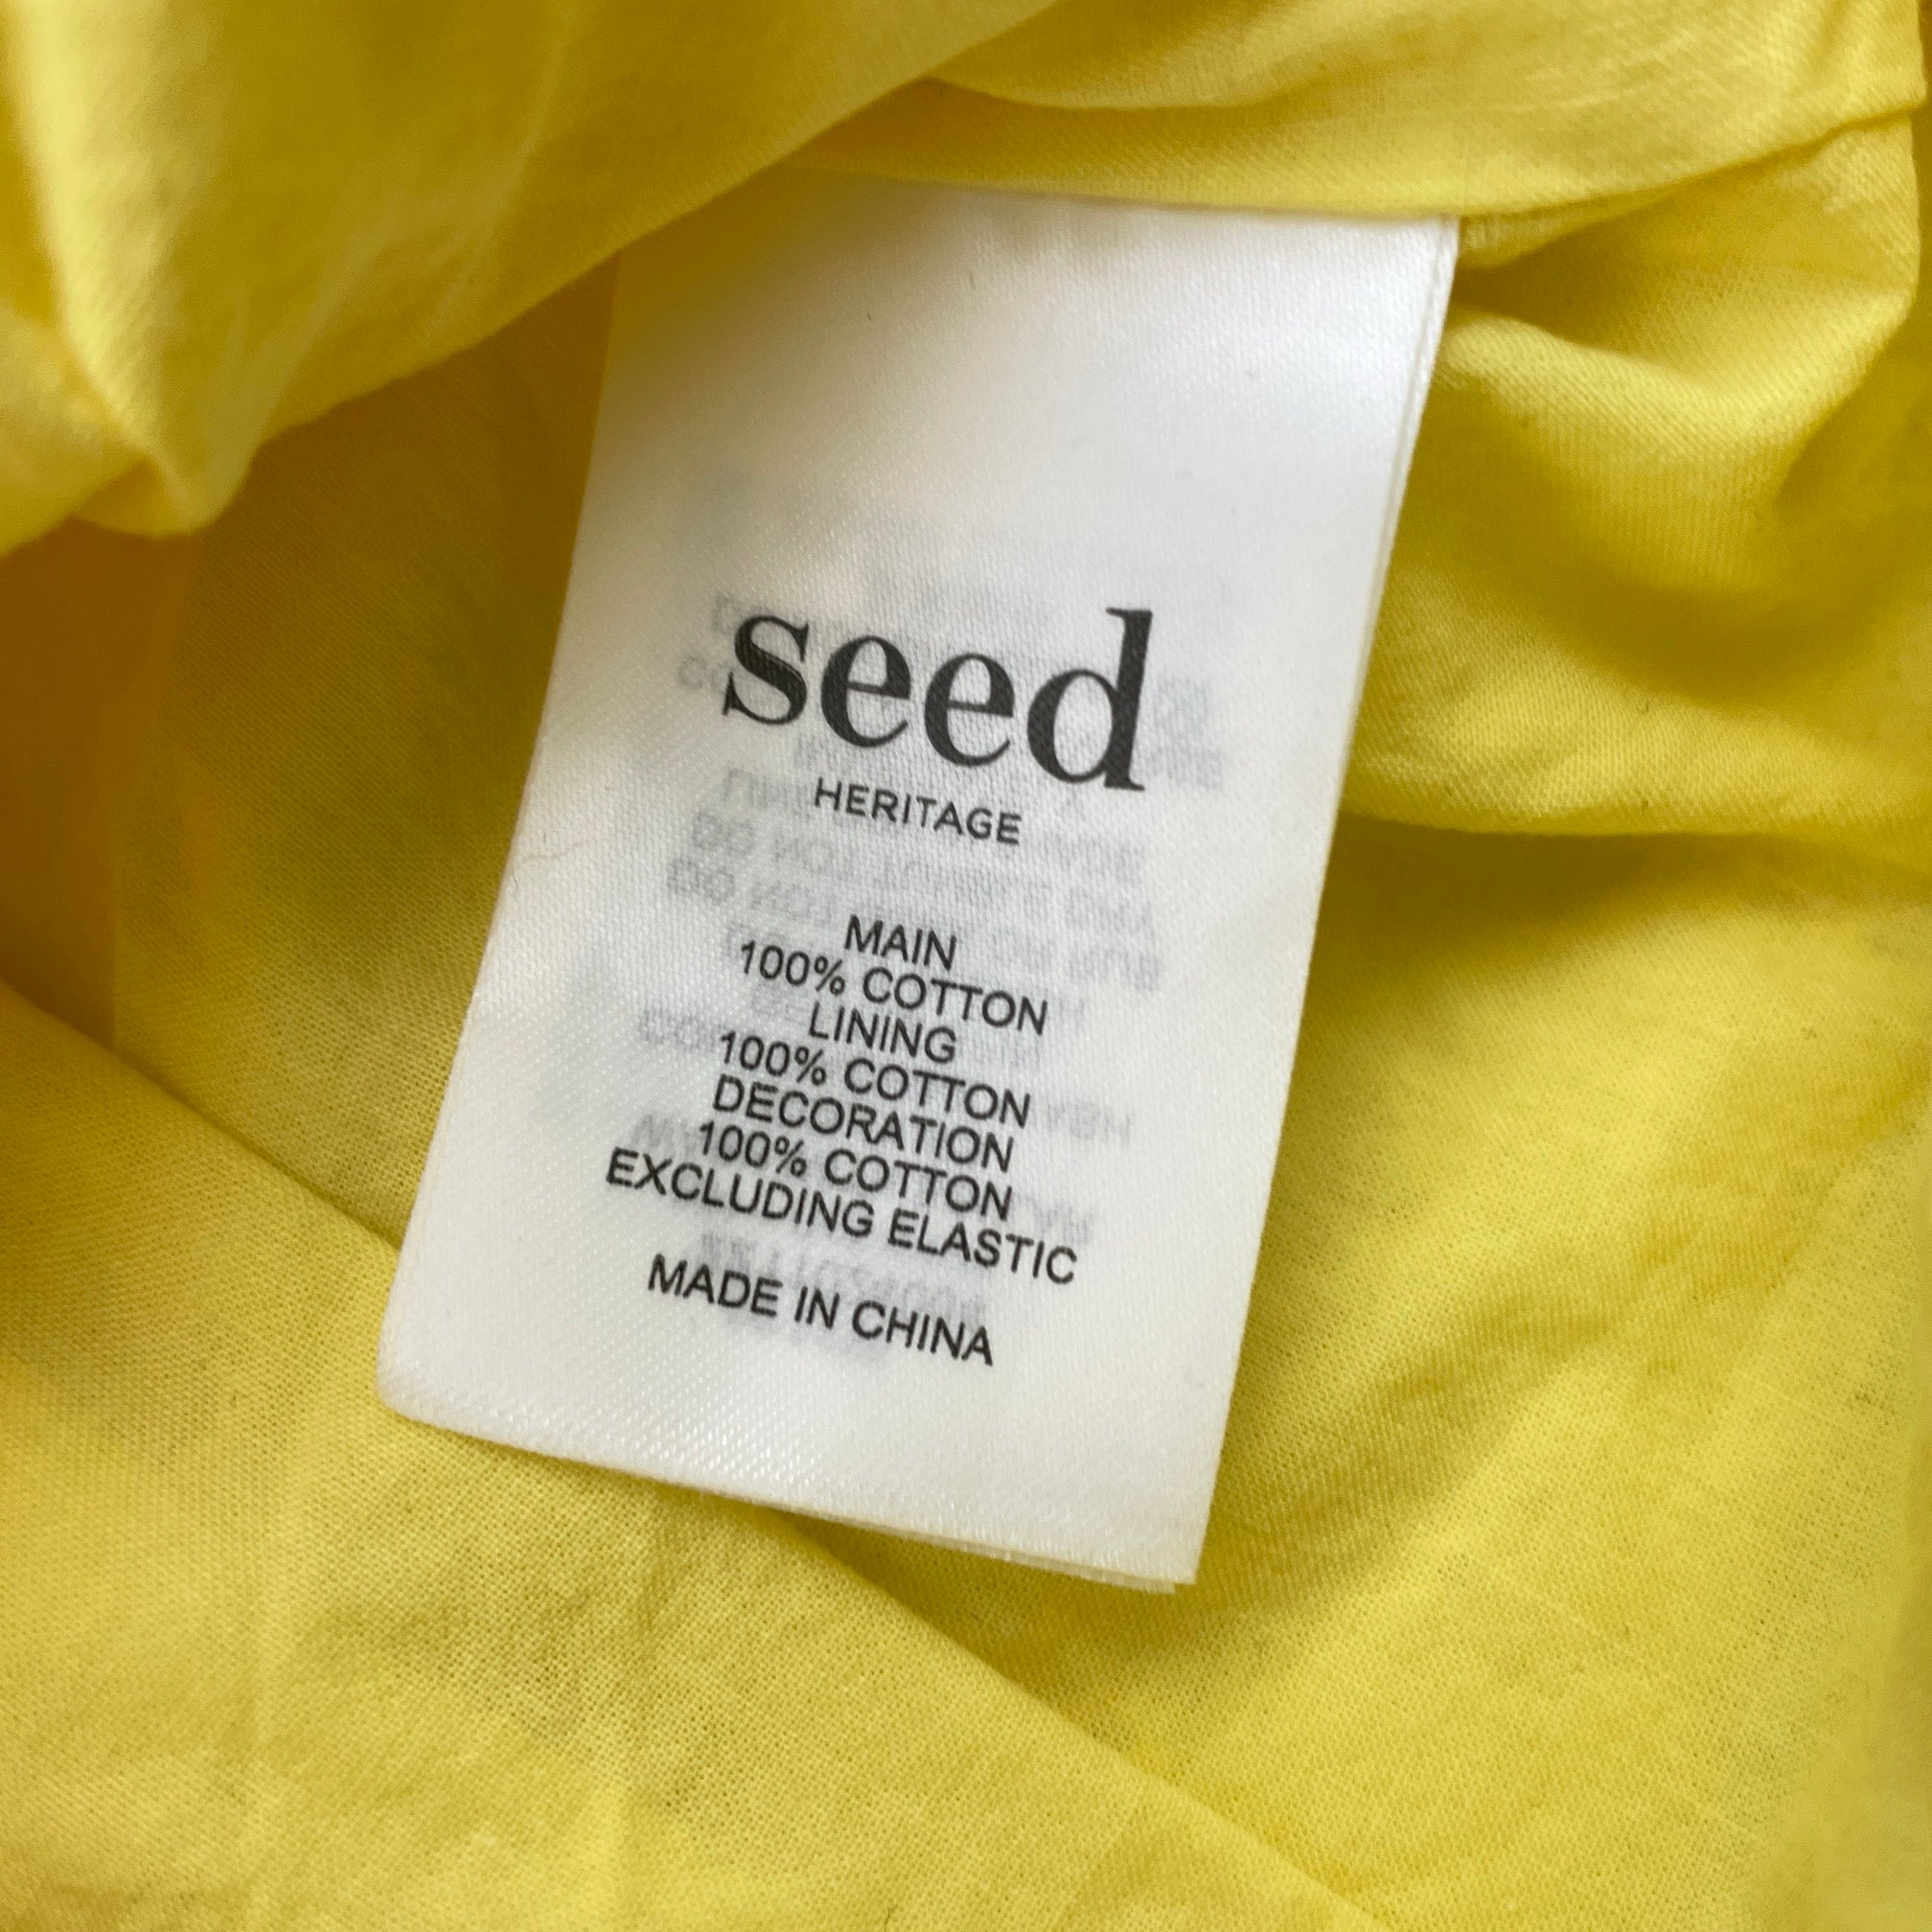 seed
HERITAGE
MAIN
100% COTTON
LINING
100% COTTON
DECORATION
100% COTTON
EXCLUDING ELASTIC
MADE IN CHINA